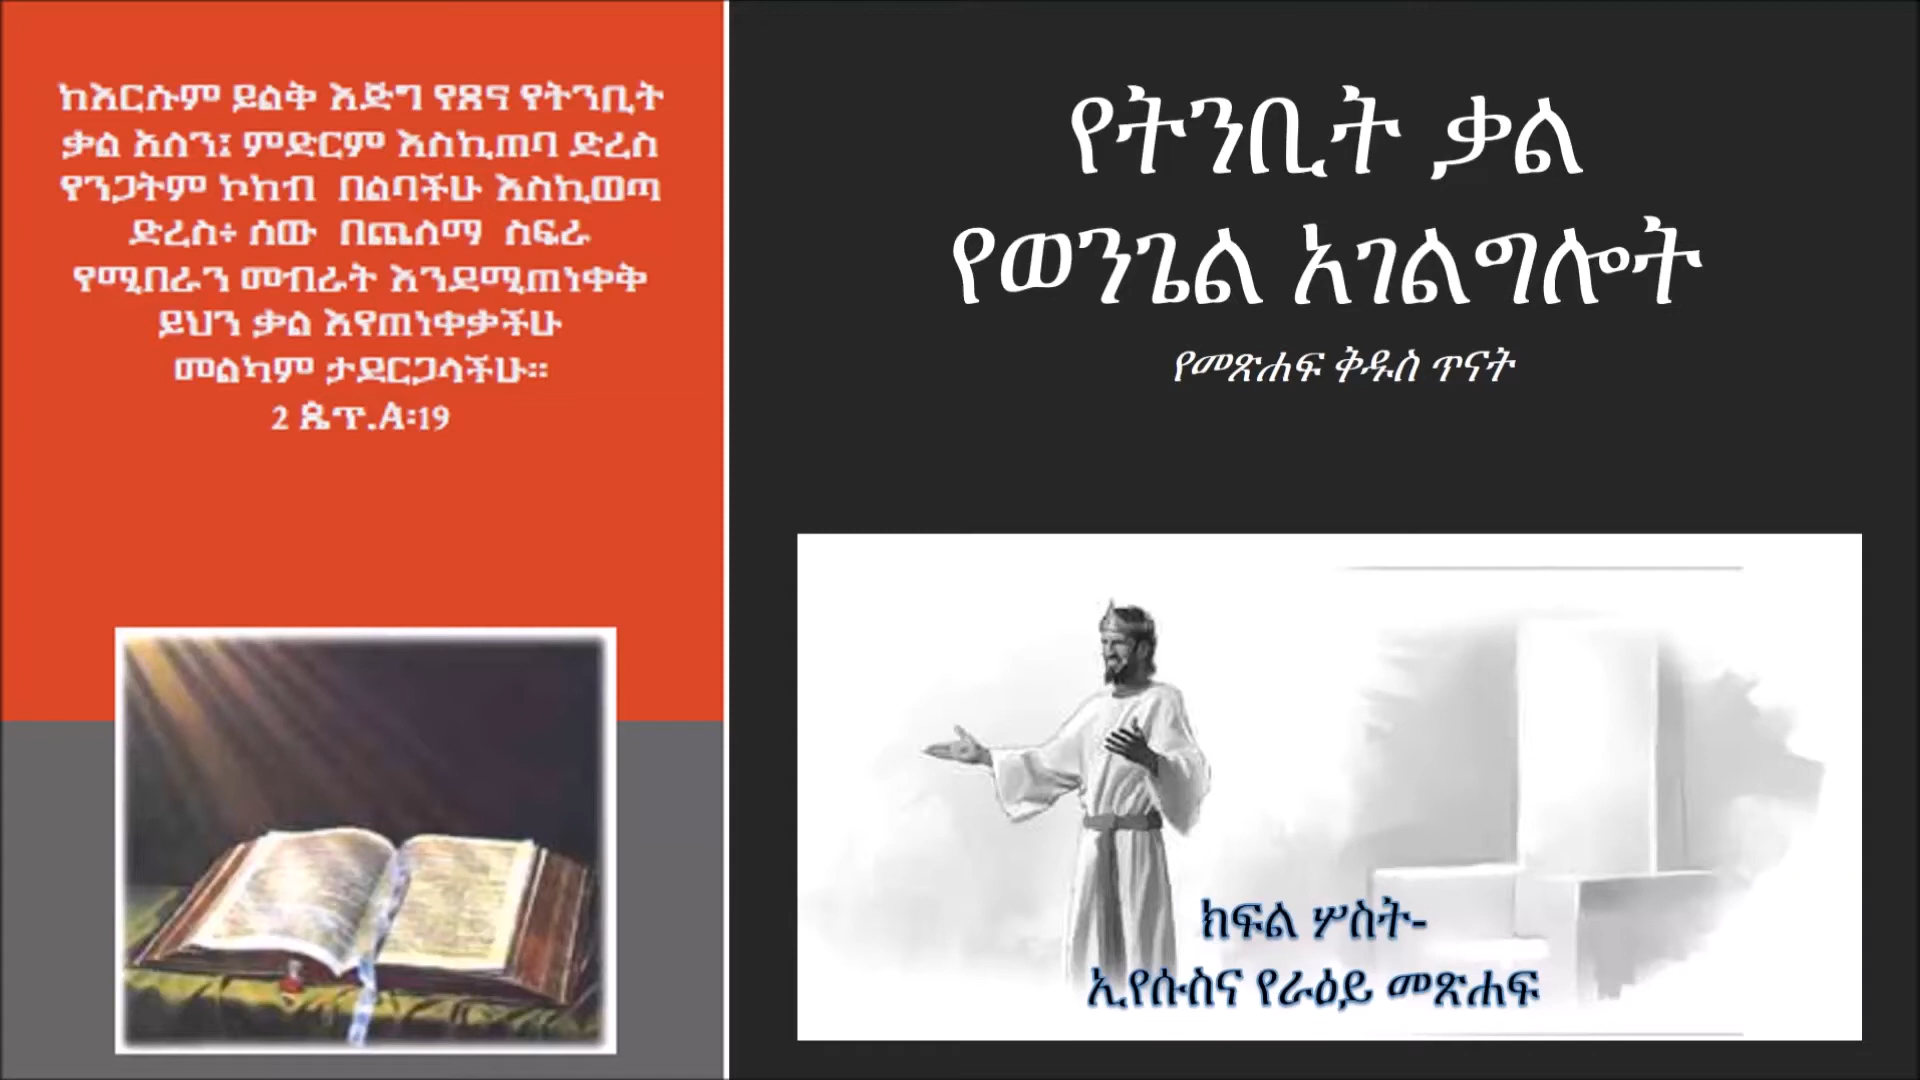 ከእርሱም ይልቅ እጅግ የጸና የትንቢት
ቃል አለን፤ ምድርም እስኪጠባ ድረስ
የንጋትም ኮከብ በልባችሁ እስኪወጣ
ድረስ፥ ሰው በጨለማ ስፍራ
የሚበራን መብራት እንደሚጠነቀቅ
ይህን ቃል እየጠነቀቃችሁ
መልካም ታደርጋላችሁ።
2 ጴጥ.A፡19
የትንቢት ቃል
የወንጌል አገልግሎት
የመጽሐፍ ቅዱስ ጥናት
ክፍል ሦስት-
ኢየሱስና የራዕይ መጽሐፍ